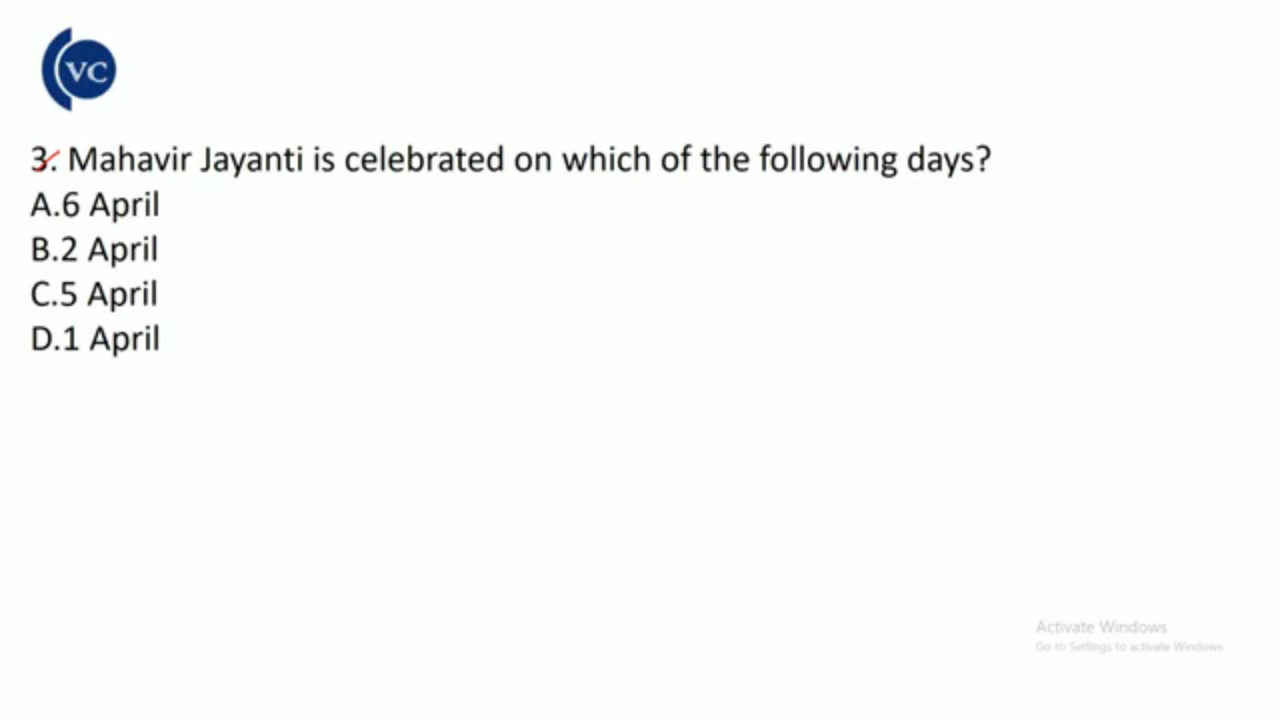 VC
3. Mahavir Jayanti is celebrated on which of the following days?
A.6 April
B.2 April
C.5 April
D.1 April
Activate Windows
Go to Settings to activate Windows.